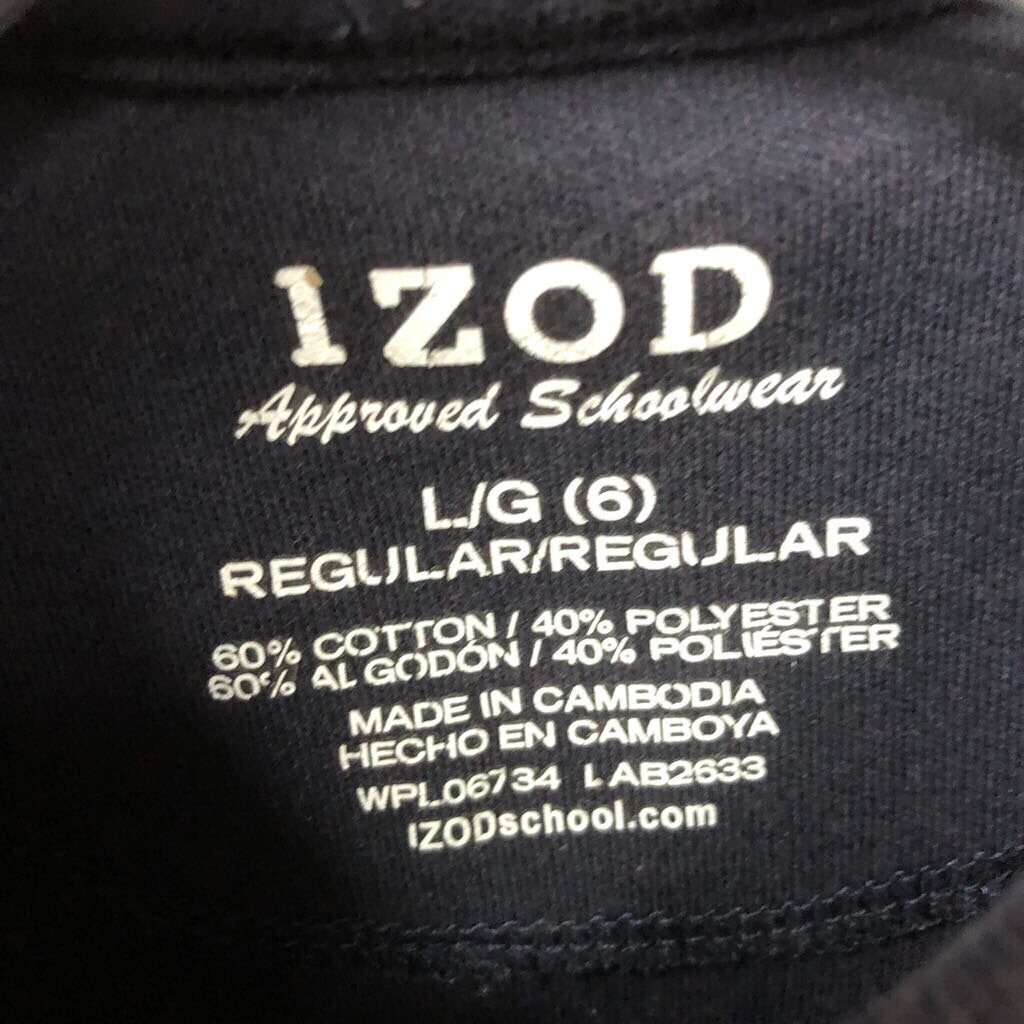 IZOD
Approved Schoolwear
L/G (6)
REGULAR/REGULAR
60% COTTON / 40% POLYESTER
60% ALGODÓN / 40% POLIÉSTER
MADE IN CAMBODIA
HECHO EN CAMBOYA
WPL06734 LAB2633
IZODschool.com